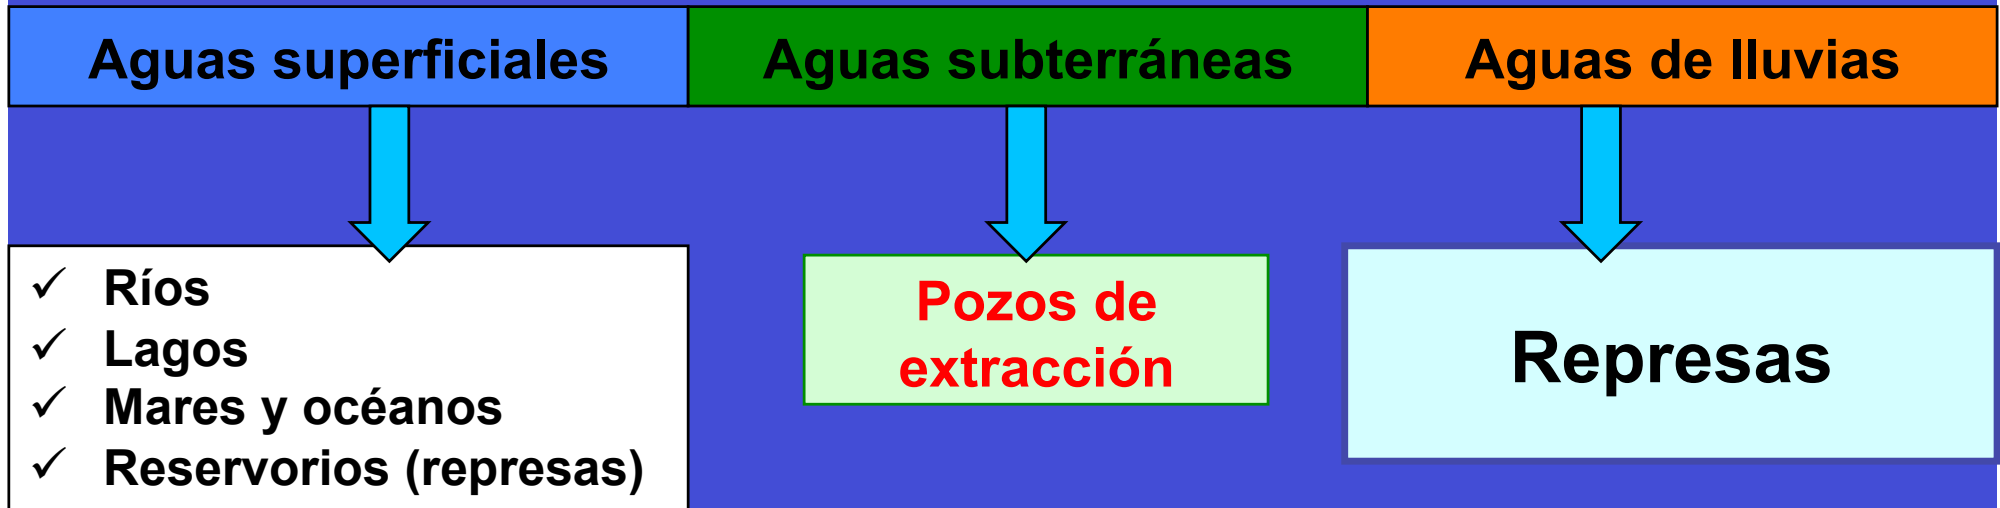 Aguas superficiales
Aguas subterráneas
Aguas de lluvias
✓ Ríos
✓ Lagos
✓ Mares y océanos
✓ Reservorios (represas)
Pozos de
extracción
Represas